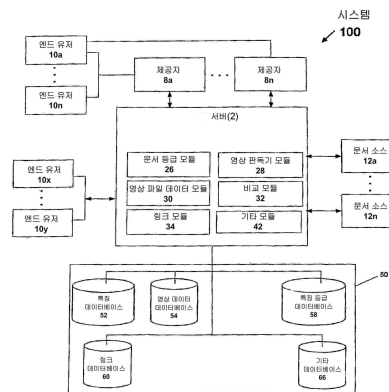 시스템
100
엔드 유저
10a
엔드 유저
10n
제공자
8a
제공자
8n
서버(2)
문서 등급 모듈
26
영상 판독기 모듈
28
영상 파일 데이터 모듈
30
비교 모듈
32
링크 모듈
34
기타 모듈
42
엔드 유저
10x
엔드 유저
10y
문서 소스
12a
문서 소스
12n
50
특징
데이터베이스
52
영상 데이터
데이터베이스
54
특징 등급
데이터베이스
58
링크
데이터베이스
60
기타
데이터베이스
66